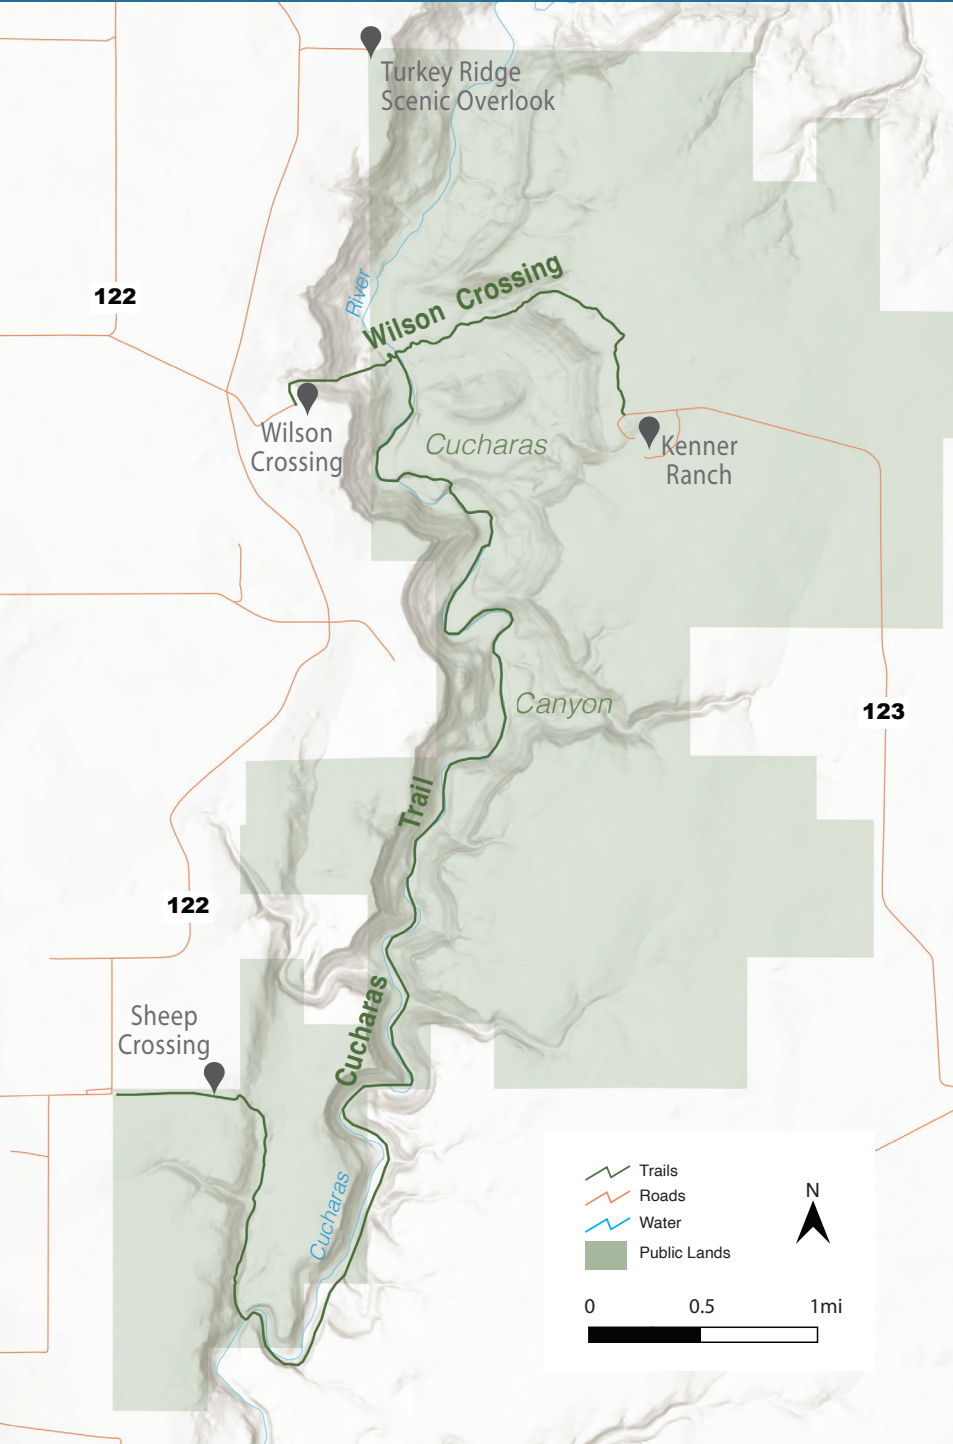 Turkey Ridge
Scenic Overlook
122
River
Wilson Crossing
Wilson
Crossing
Cucharas
Kenner
Ranch
Canyon
123
Trail
122
Cucharas
Sheep
Crossing
Cucharas
Trails
Roads
Water
Public Lands
N
0 0.5 1mi